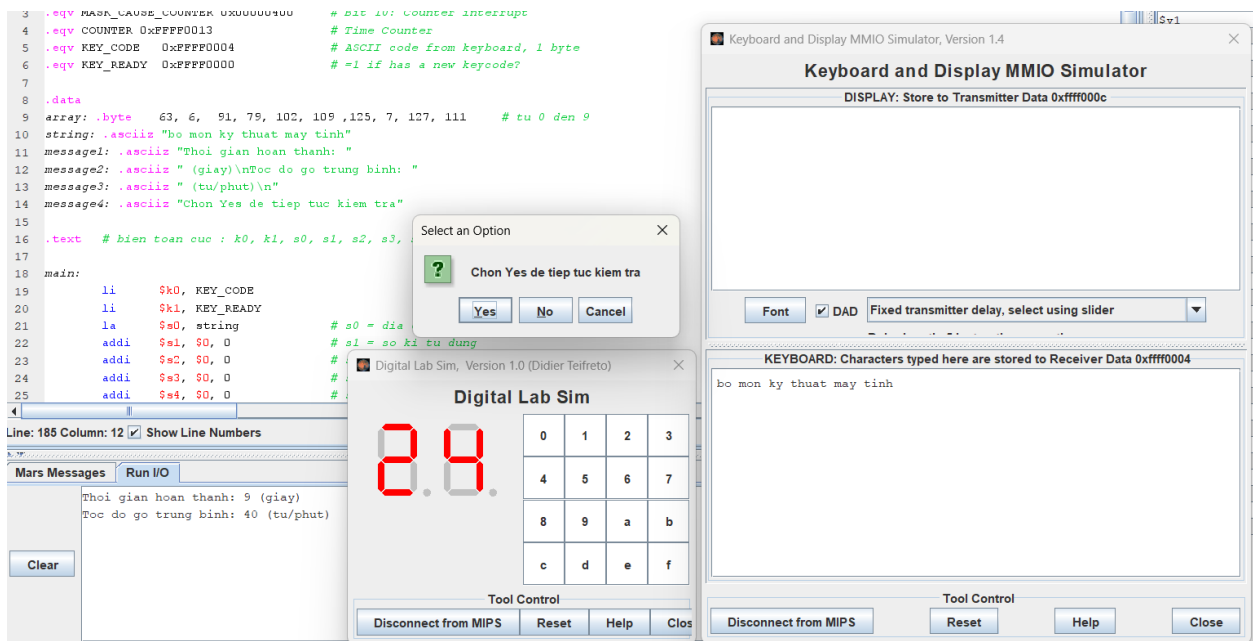 3 .eqv MASK_CAUSE_COUNTER 0x00000400 # Bit 10: Counter interrupt
4 .eqv COUNTER 0xFFFF0013 # Time Counter
5 .eqv KEY_CODE 0xFFFF0004 # ASCII code from keyboard, 1 byte
6 .eqv KEY_READY 0xFFFF0000 # =1 if has a new keycode?
7
8 .data
9 array: .byte 63, 6, 91, 79, 102, 109 ,125, 7, 127, 111 # tu 0 den 9
10 string: .asciiz "bo mon ky thuat may tinh"
11 message1: .asciiz "Thoi gian hoan thanh: "
12 message2: .asciiz " (giay)\nToc do go trung binh: "
13 message3: .asciiz " (tu/phut)\n"
14 message4: .asciiz "Chon Yes de tiep tuc kiem tra"
15
16 .text # bien toan cuc : k0, k1, s0, s1, s2, s3,
17
18 main:
19 li $k0, KEY_CODE
20 li $k1, KEY_READY
21 la $s0, string # s0 = dia
22 addi $s1, $0, 0 # s1 = so ki tu dung
23 addi $s2, $0, 0 #
24 addi $s3, $0, 0 #
25 addi $s4, $0, 0 #
Line: 185 Column: 12 Show Line Numbers
Mars Messages Run I/O
Thoi gian hoan thanh: 9 (giay)
Toc do go trung binh: 40 (tu/phut)
Clear
Select an Option
?
Chon Yes de tiep tuc kiem tra
Yes No Cancel
Digital Lab Sim, Version 1.0 (Didier Teifreto)
Digital Lab Sim
24
0 1 2 3
4 5 6 7
8 9 a b
c d e f
Tool Control
Disconnect from MIPS Reset Help Clos
$v1
Keyboard and Display MMIO Simulator, Version 1.4
Keyboard and Display MMIO Simulator
DISPLAY: Store to Transmitter Data 0xffff000c
Font DAD Fixed transmitter delay, select using slider
KEYBOARD: Characters typed here are stored to Receiver Data 0xffff0004
bo mon ky thuat may tinh
Tool Control
Disconnect from MIPS Reset Help Close